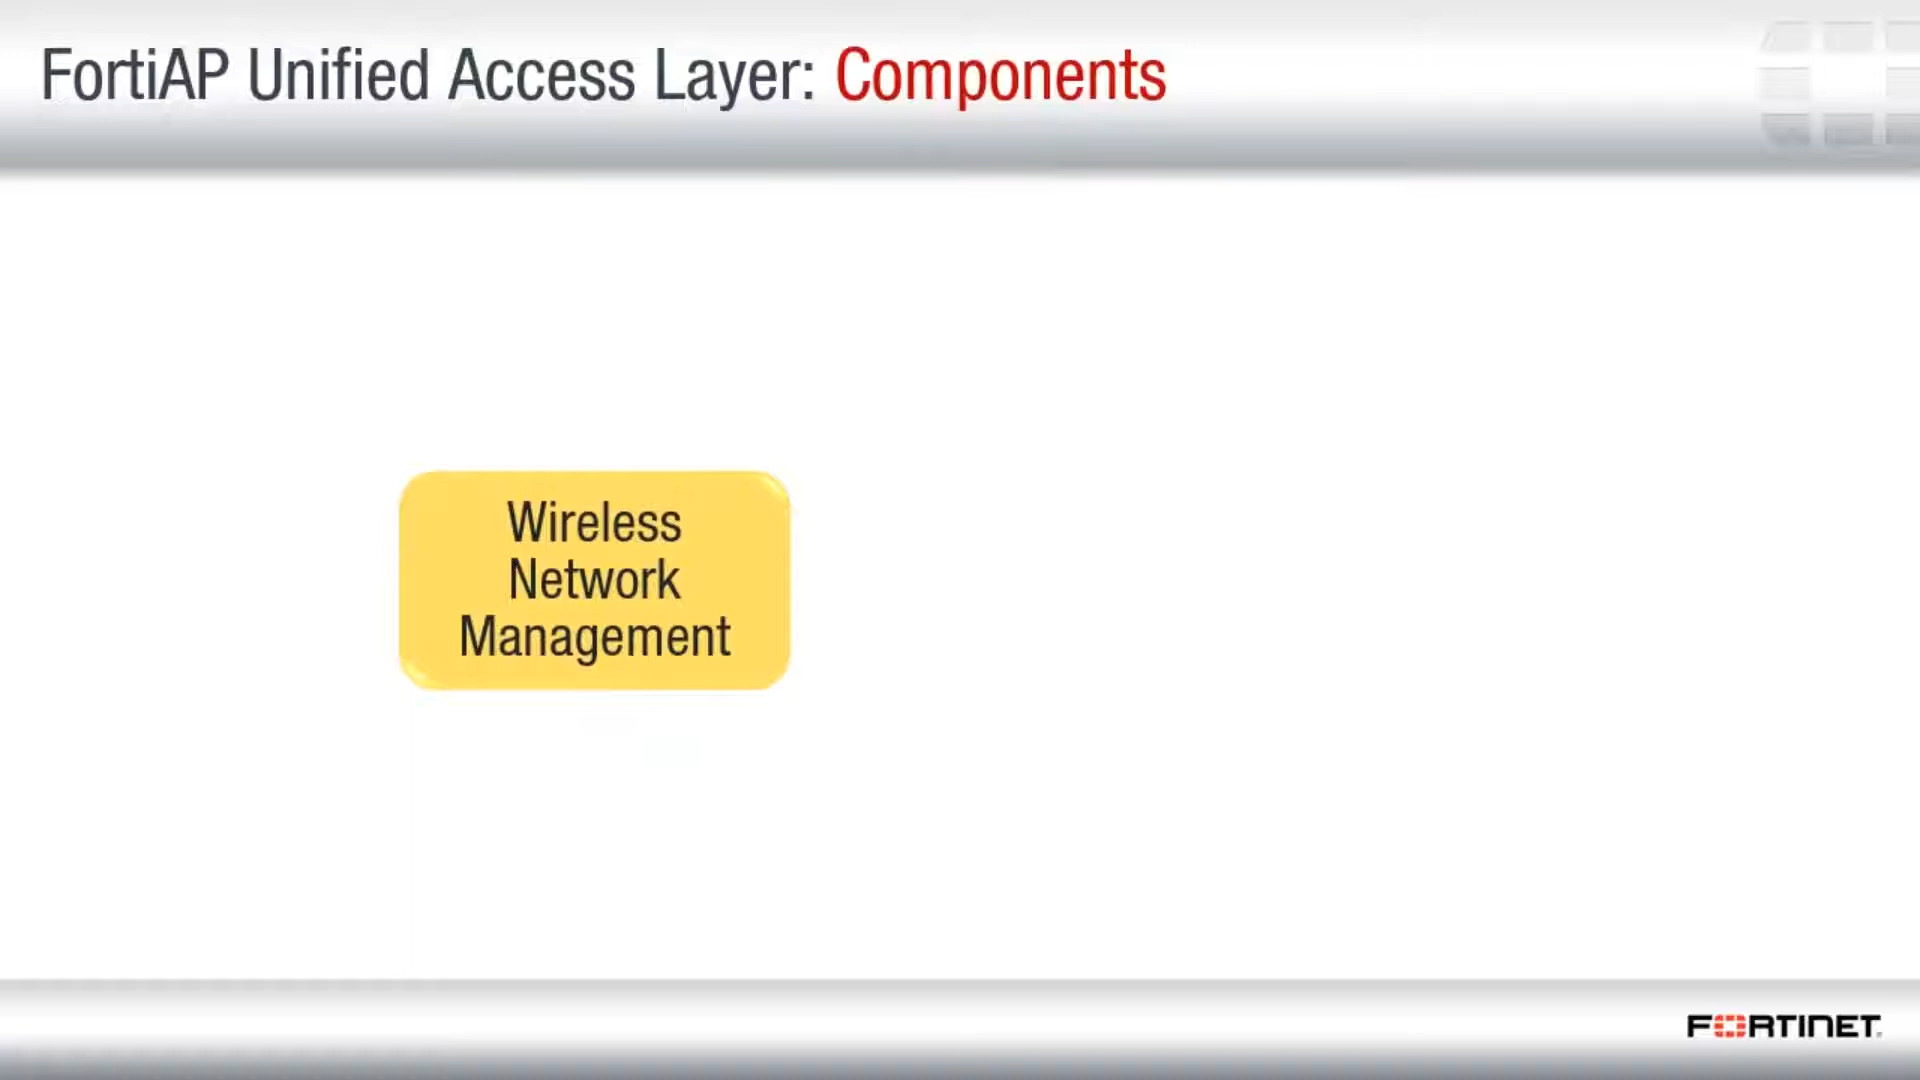 FortiAP Unified Access Layer: Components
Wireless
Network
Management
FORTINET